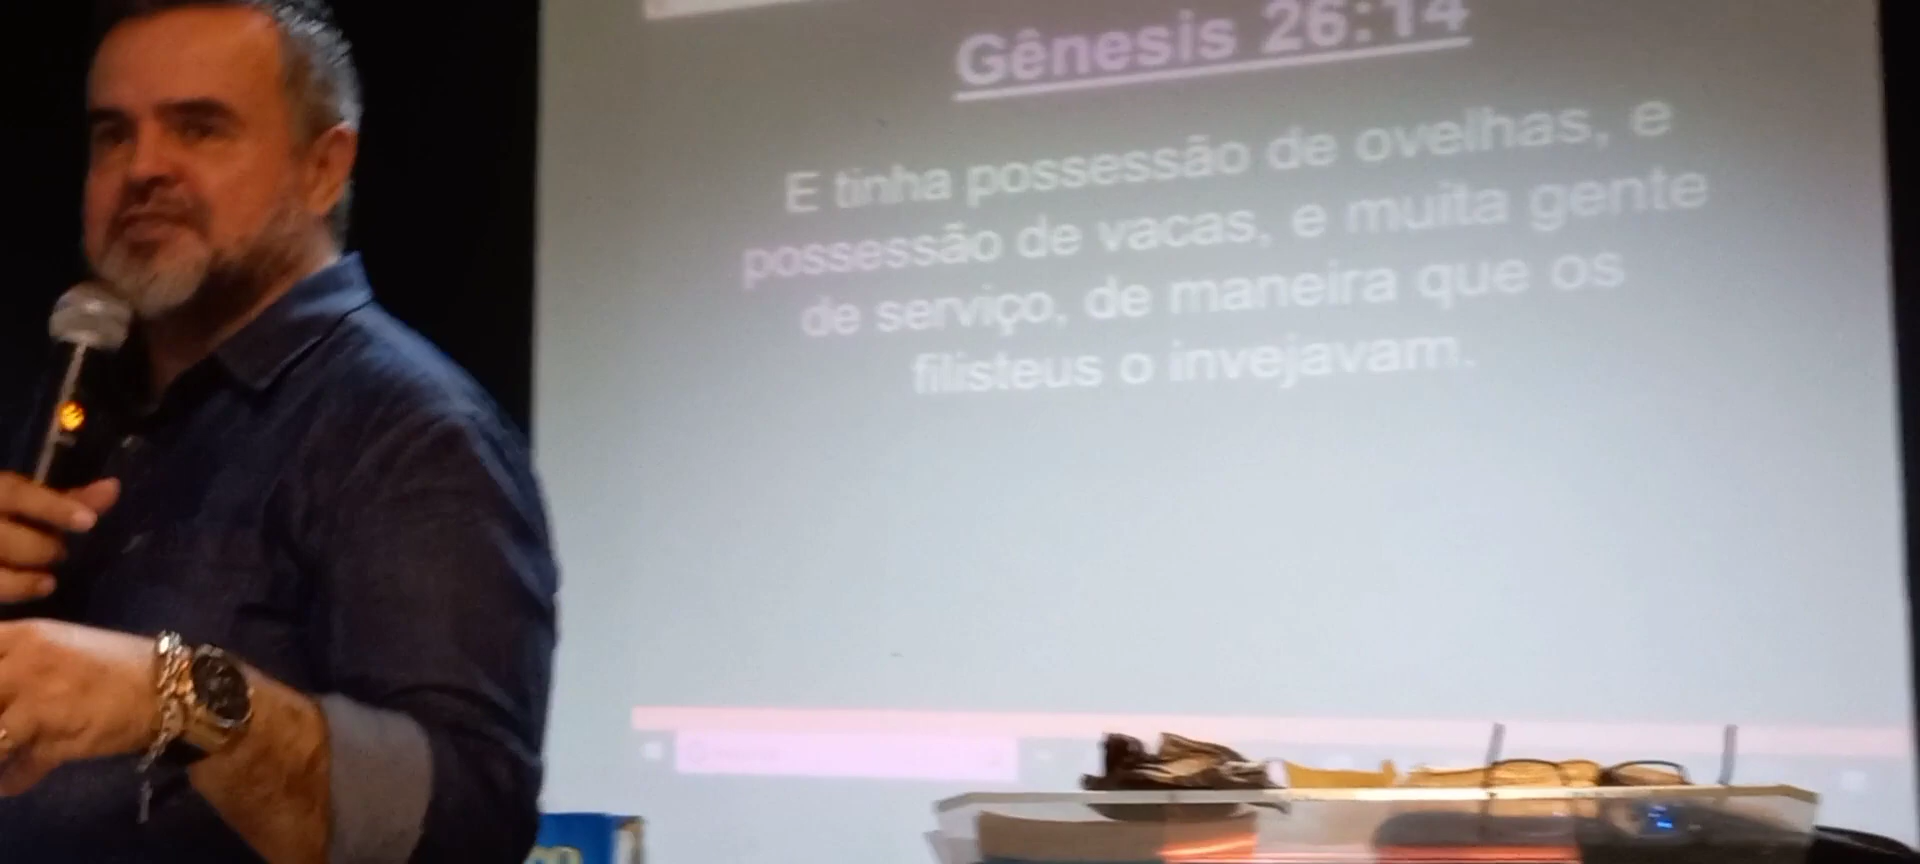 Gênesis 26:14
E tinha possessão de ovelhas, e
possessão de vacas, e muita gente
de serviço, de maneira que os
filisteus o invejavam.